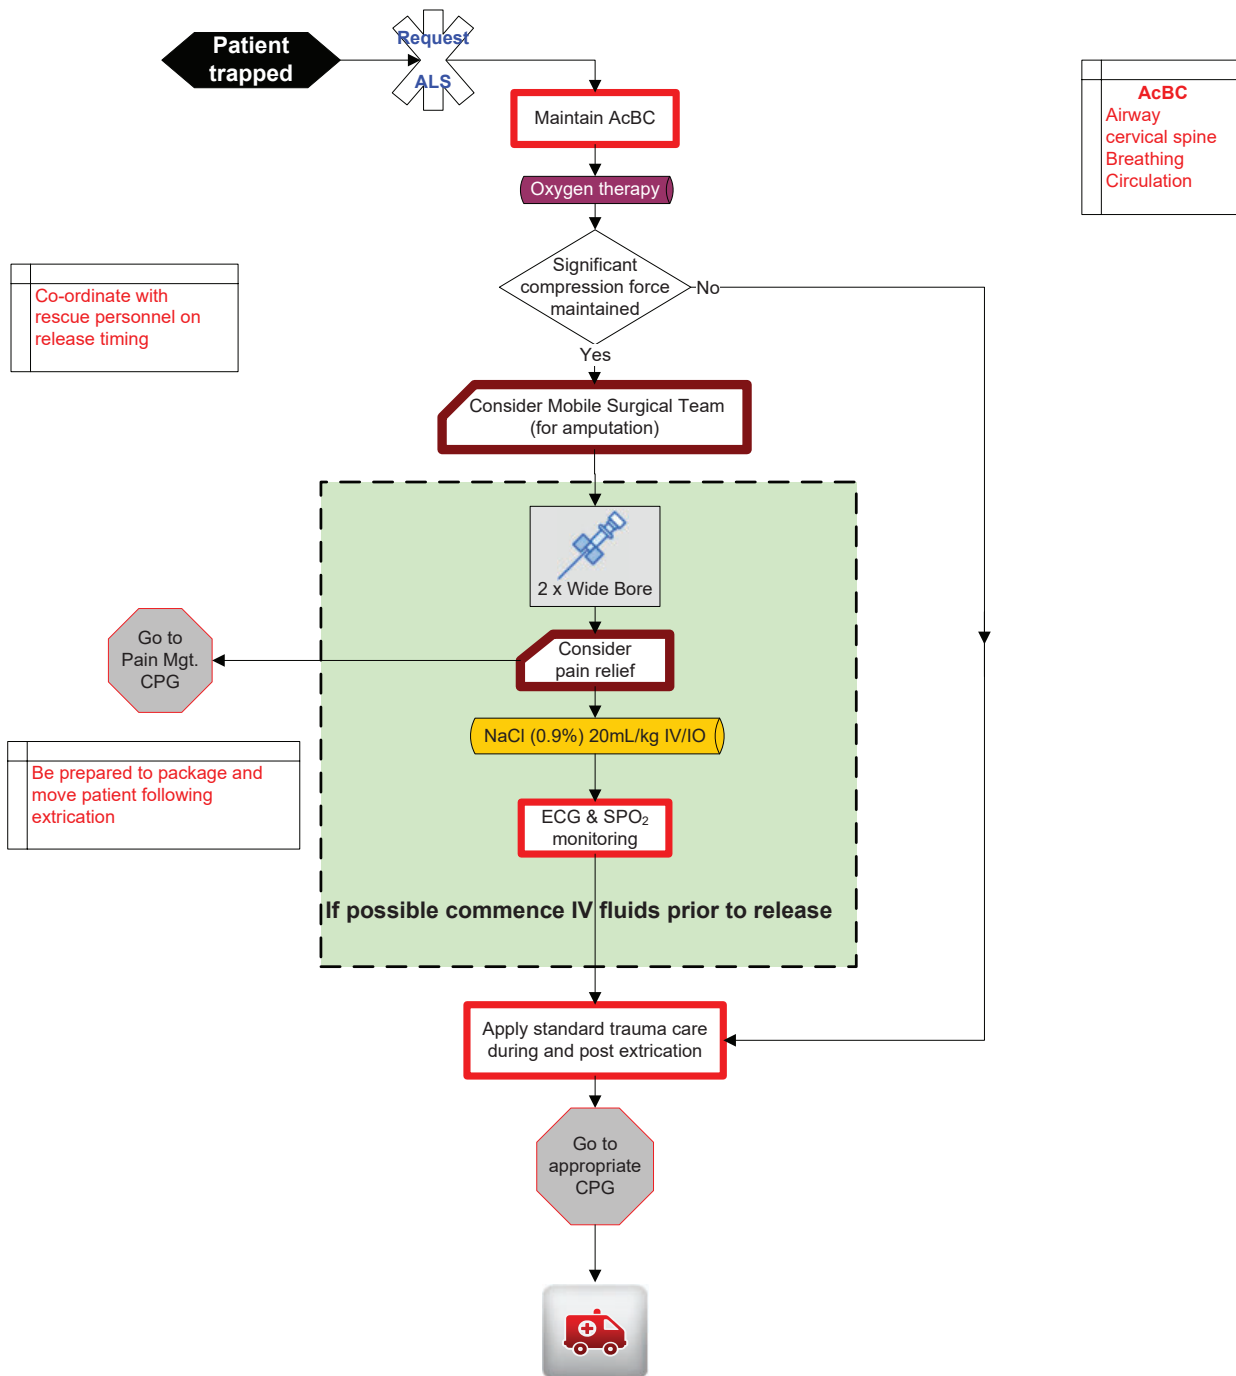 Patient
trapped
Request
ALS
Maintain AcBC
AcBC
Airway
cervical spine
Breathing
Circulation
Oxygen therapy
Significant
compression force
maintained
No
Yes
Co-ordinate with
rescue personnel on
release timing
Consider Mobile Surgical Team
(for amputation)
2 x Wide Bore
Consider
pain relief
Go to
Pain Mgt.
CPG
NaCl (0.9%) 20mL/kg IV/IO
Be prepared to package and
move patient following
extrication
ECG & SPO₂
monitoring
If possible commence IV fluids prior to release
Apply standard trauma care
during and post extrication
Go to
appropriate
CPG